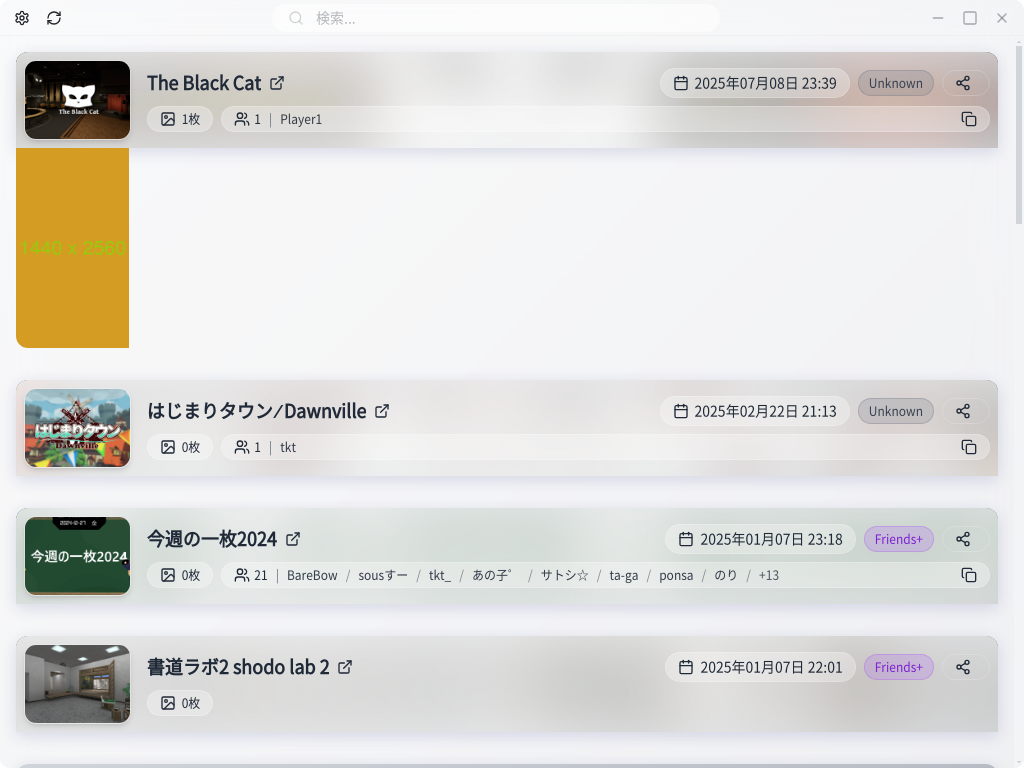 検索...
The Black Cat
2025年07月08日 23:39
Unknown
The Black Cat
1枚
1 | Player1
1440 x 2560
はじまりタウン/Dawnville
2025年02月22日 21:13
Unknown
はじまりタウン
Dawnville
0枚
1 | tkt
今週の一枚2024
2025年01月07日 23:18
Friends+
今週の一枚2024
0枚
21 | BareBow / sousすー / tkt_ / あの子゜ / サトシ☆ / ta-ga / ponsa / のり / +13
書道ラボ2 shodo lab 2
2025年01月07日 22:01
Friends+
0枚